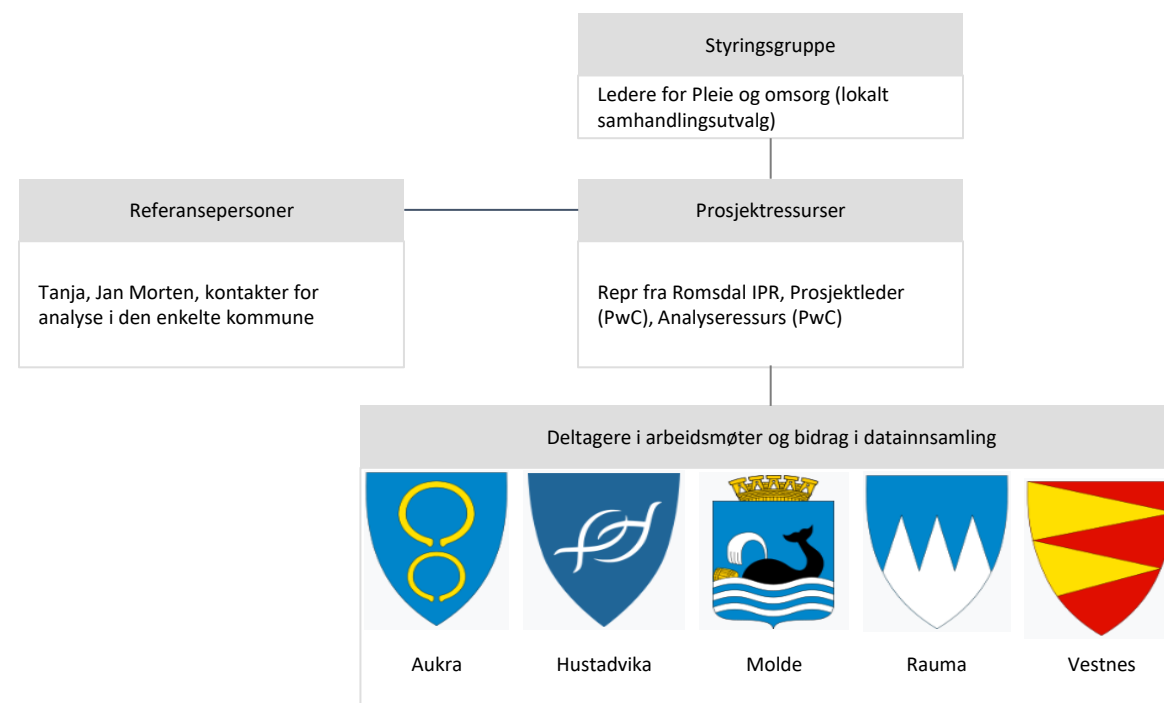 Styringsgruppe
Ledere for Pleie og omsorg (lokalt
samhandlingsutvalg)
Referansepersoner
Tanja, Jan Morten, kontakter for
analyse i den enkelte kommune
Prosjektressurser
Repr fra Romsdal IPR, Prosjektleder
(PwC), Analyseressurs (PwC)
Deltagere i arbeidsmøter og bidrag i datainnsamling
Aukra
Hustadvika
Molde
Rauma
Vestnes